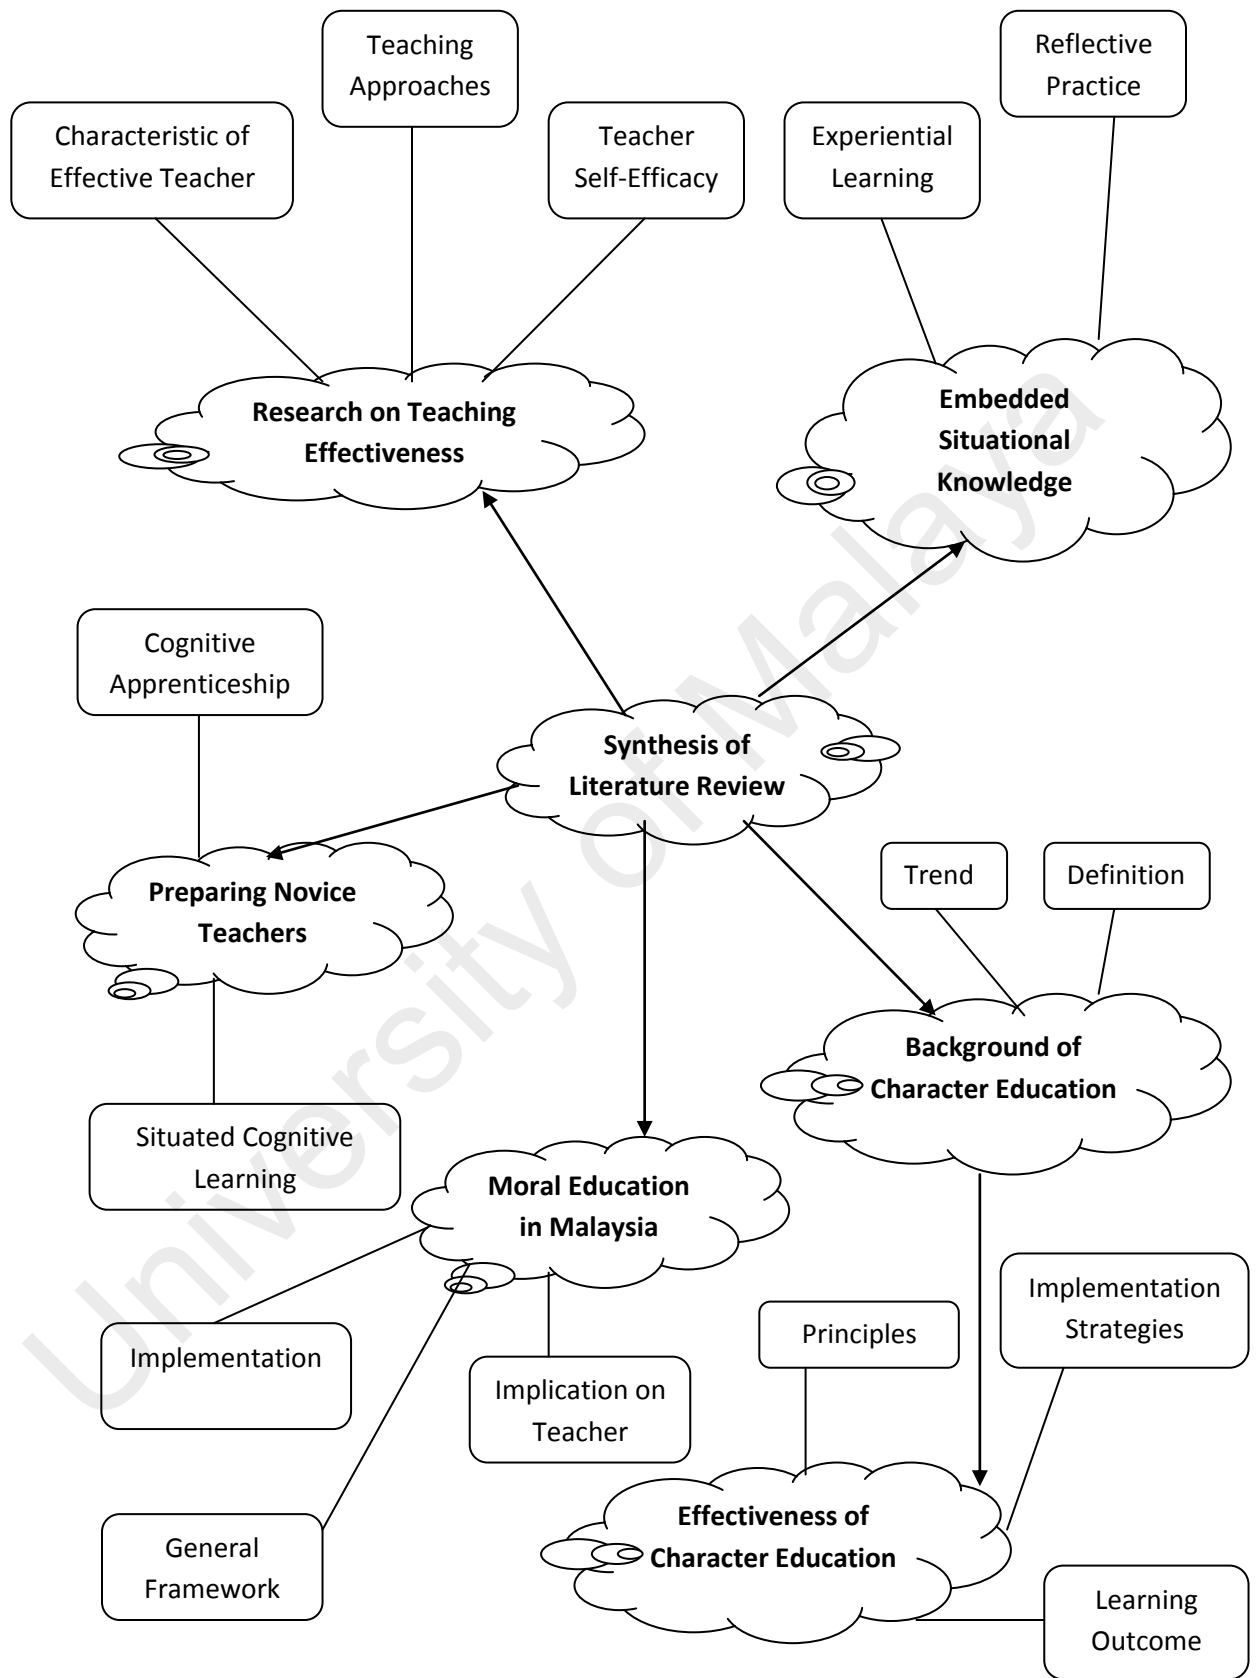 Teaching
Approaches
Reflective
Practice
Characteristic of
Effective Teacher
Teacher
Self-Efficacy
Experiential
Learning
Research on Teaching
Effectiveness
Embedded
Situational
Knowledge
Cognitive
Apprenticeship
Synthesis of
Literature Review
Preparing Novice
Teachers
Trend
Definition
Background of
Character Education
Situated Cognitive
Learning
Moral Education
in Malaysia
Implementation
Strategies
Principles
Implementation
Implication on
Teacher
Effectiveness of
Character Education
General
Framework
Learning
Outcome
University of Malaya